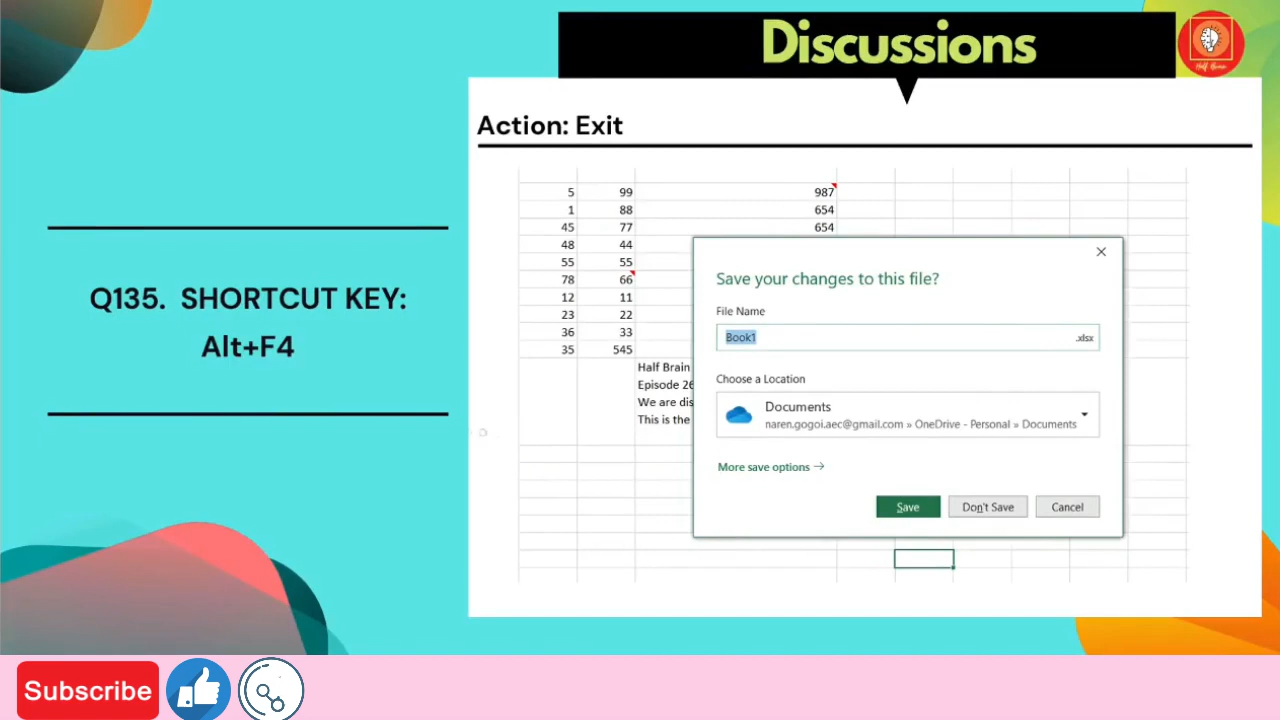 Discussions
Half Brain
Action: Exit
Q135. SHORTCUT KEY:
Alt+F4
5 99 987
1 88 654
45 77 654
48 44
55 55
78 66
12 11
23 22
36 33
35 545
Half Brain
Episode 26
We are dis
This is the
Save your changes to this file?
File Name
Book1 .xlsx
Choose a Location
Documents
naren.gogoi.aec@gmail.com » OneDrive - Personal » Documents
More save options →
Save Don't Save Cancel
Subscribe